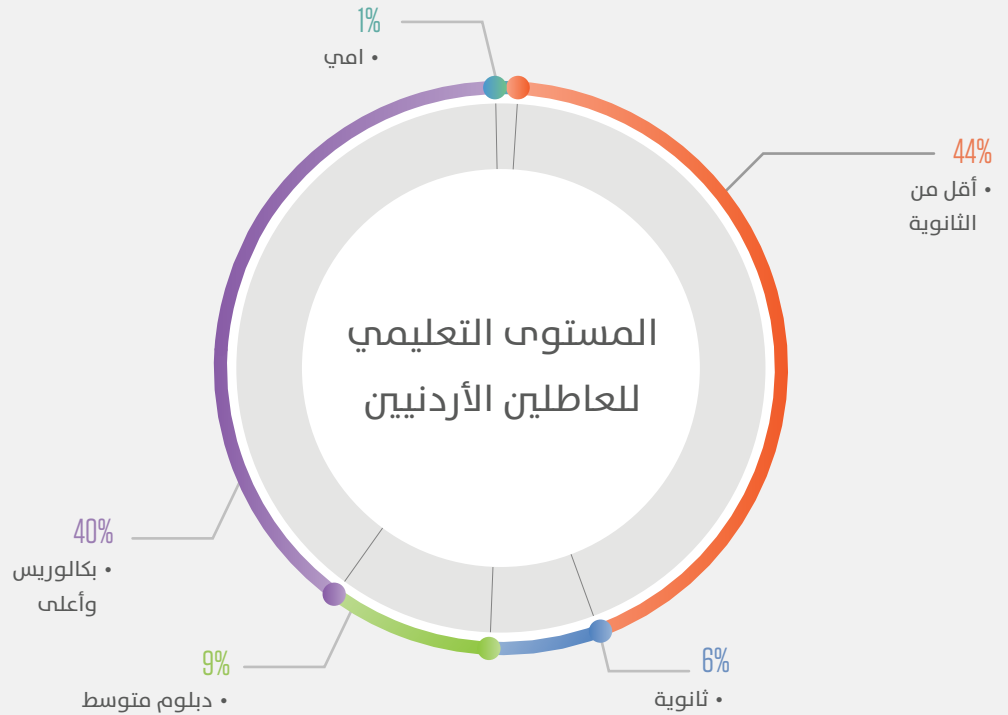 1%
• امي
44%
• أقل من
الثانوية
المستوى التعليمي
للعاطلين الأردنيين
40%
• بكالوريس
وأعلى
9%
• دبلوم متوسط
6%
• ثانوية